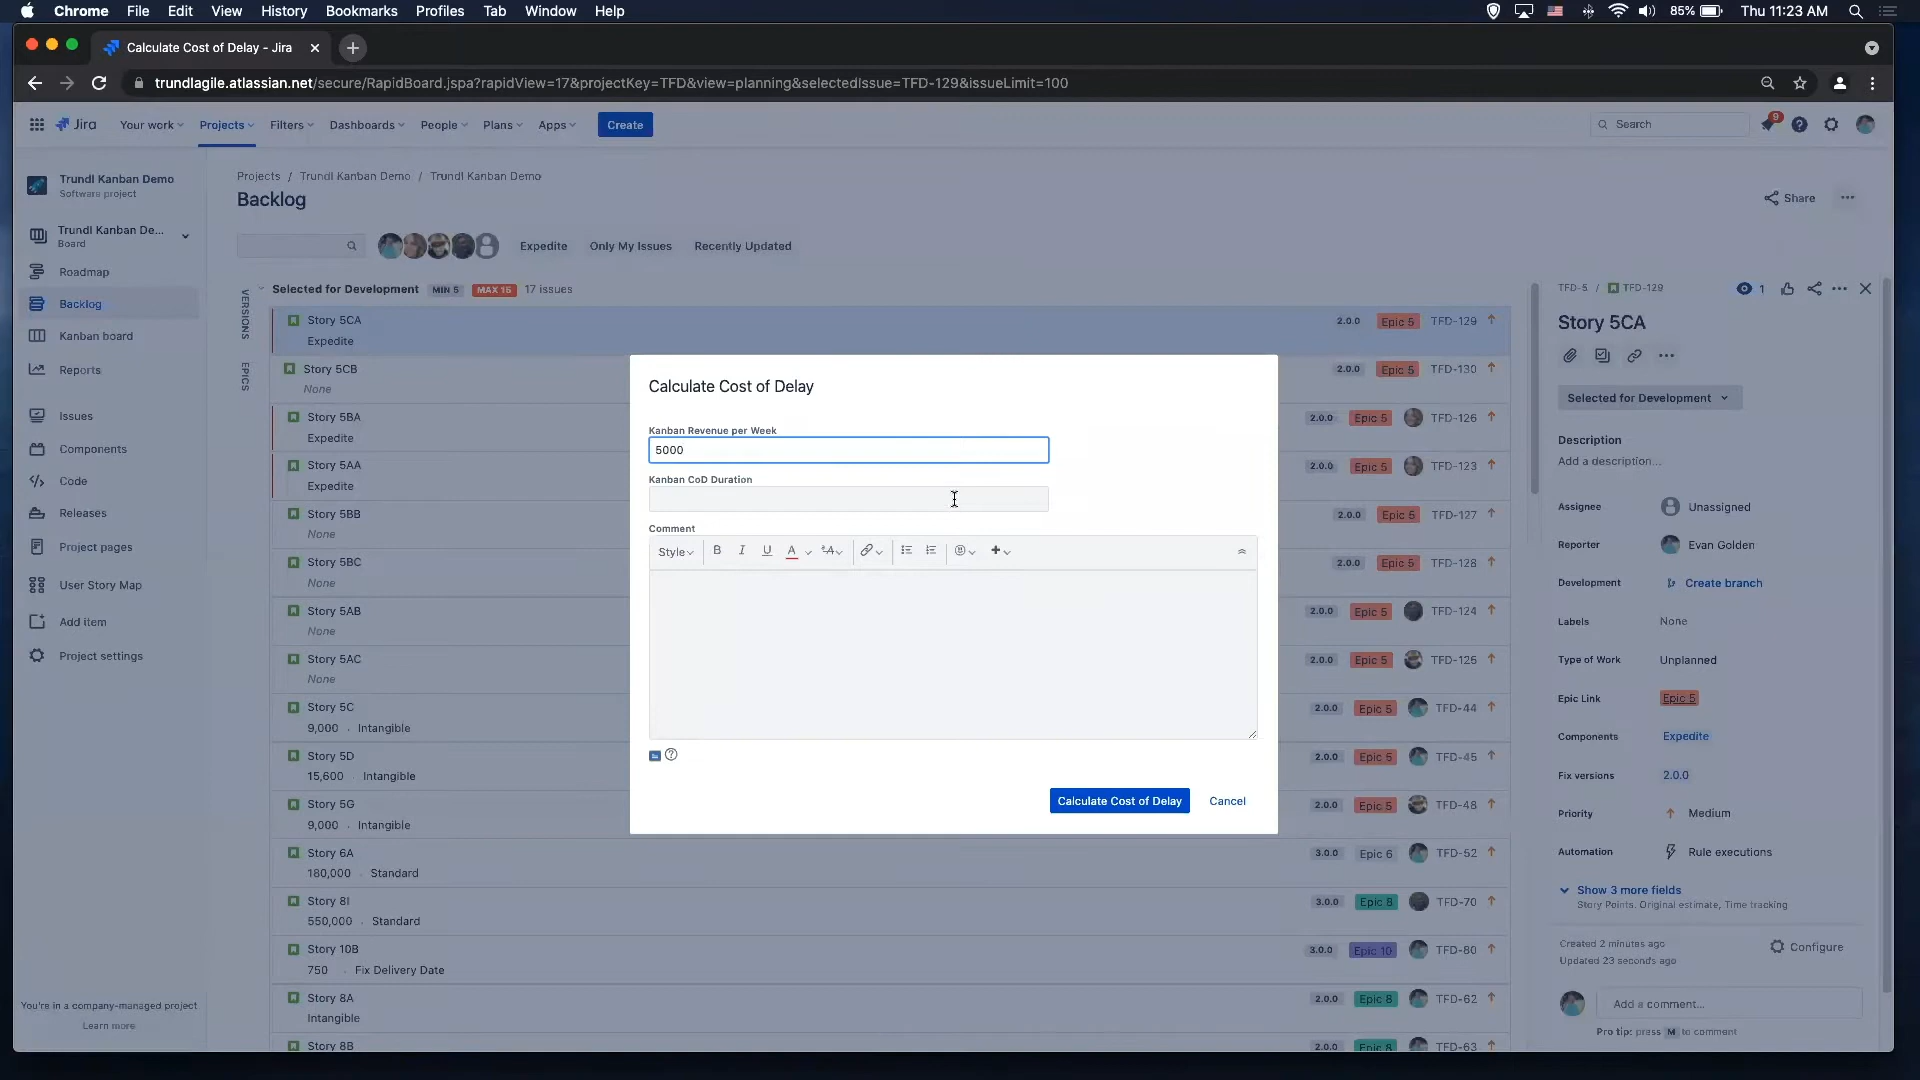 Chrome File Edit View History Bookmarks Profiles Tab Window Help 85% Thu 11:23 AM
Calculate Cost of Delay - Jira
trundlagile.atlassian.net/secure/RapidBoard.jspa?rapidView=17&projectKey=TFD&view=planning&selectedIssue=TFD-129&issueLimit=100
Jira Your work Projects Filters Dashboards People Plans Apps Create Search 9
Trundl Kanban Demo
Software project
Trundl Kanban De...
Board
Roadmap
Backlog
Kanban board
Reports
Issues
Components
Code
Releases
Project pages
User Story Map
Add item
Project settings
You're in a company-managed project
Learn more
Projects / Trundl Kanban Demo / Trundl Kanban Demo
Backlog
Share
Expedite Only My Issues Recently Updated
VERSIONS
EPICS
Selected for Development MIN 5 MAX 15 17 issues
Story 5CA 2.0.0 Epic 5 TFD-129
Expedite
Story 5CB 2.0.0 Epic 5 TFD-130
None
Story 5BA 2.0.0 Epic 5 TFD-126
Expedite
Story 5AA 2.0.0 Epic 5 TFD-123
Expedite
Story 5BB 2.0.0 Epic 5 TFD-127
None
Story 5BC 2.0.0 Epic 5 TFD-128
None
Story 5AB 2.0.0 Epic 5 TFD-124
None
Story 5AC 2.0.0 Epic 5 TFD-125
None
Story 5C 2.0.0 Epic 5 TFD-44
9,000 · Intangible
Story 5D 2.0.0 Epic 5 TFD-45
15,600 · Intangible
Story 5G 2.0.0 Epic 5 TFD-48
9,000 · Intangible
Story 6A 3.0.0 Epic 6 TFD-52
180,000 · Standard
Story 8I 3.0.0 Epic 8 TFD-70
550,000 · Standard
Story 10B 3.0.0 Epic 10 TFD-80
750 · Fix Delivery Date
Story 8A 2.0.0 Epic 8 TFD-62
Intangible
Story 8B 2.0.0 Epic 8 TFD-63
Calculate Cost of Delay
Kanban Revenue per Week
5000
Kanban CoD Duration
Comment
Style B I U A
Calculate Cost of Delay Cancel
TFD-5 / TFD-129 1
Story 5CA
Selected for Development
Description
Add a description...
Assignee Unassigned
Reporter Evan Golden
Development Create branch
Labels None
Type of Work Unplanned
Epic Link Epic 5
Components Expedite
Fix versions 2.0.0
Priority Medium
Automation Rule executions
Show 3 more fields
Story Points, Original estimate, Time tracking
Created 2 minutes ago Configure
Updated 23 seconds ago
Add a comment...
Pro tip: press M to comment